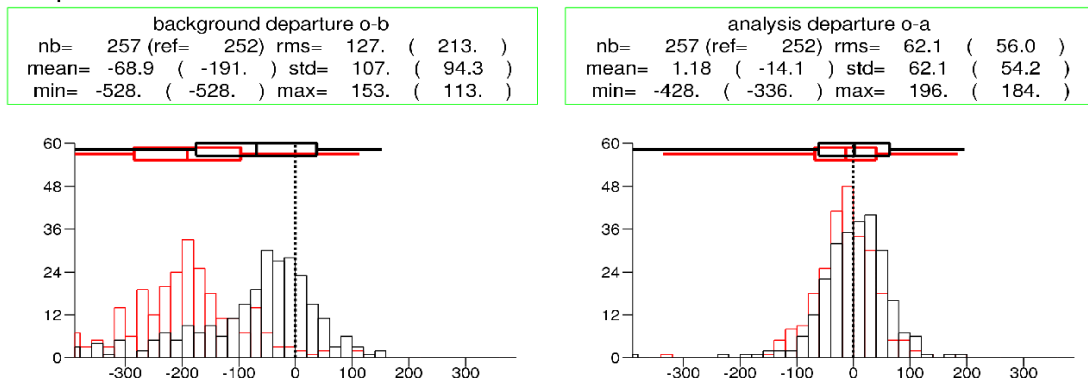 background departure o-b
nb= 257 (ref= 252) rms= 127. ( 213. )
mean= -68.9 ( -191. ) std= 107. ( 94.3 )
min= -528. ( -528. ) max= 153. ( 113. )
60
48
36
24
12
0
-300 -200 -100 0 100 200 300
analysis departure o-a
nb= 257 (ref= 252) rms= 62.1 ( 56.0 )
mean= 1.18 ( -14.1 ) std= 62.1 ( 54.2 )
min= -428. ( -336. ) max= 196. ( 184. )
60
48
36
24
12
0
-300 -200 -100 0 100 200 300